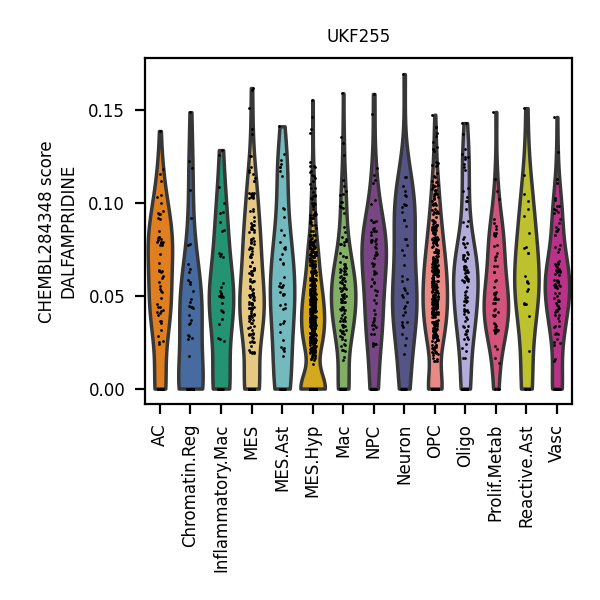 UKF255
CHEMBL284348 score
DALFAMPRIDINE
0.15
0.10
0.05
0.00
AC
Chromatin.Reg
Inflammatory.Mac
MES
MES.Ast
MES.Hyp
Mac
NPC
Neuron
OPC
Oligo
Prolif.Metab
Reactive.Ast
Vasc